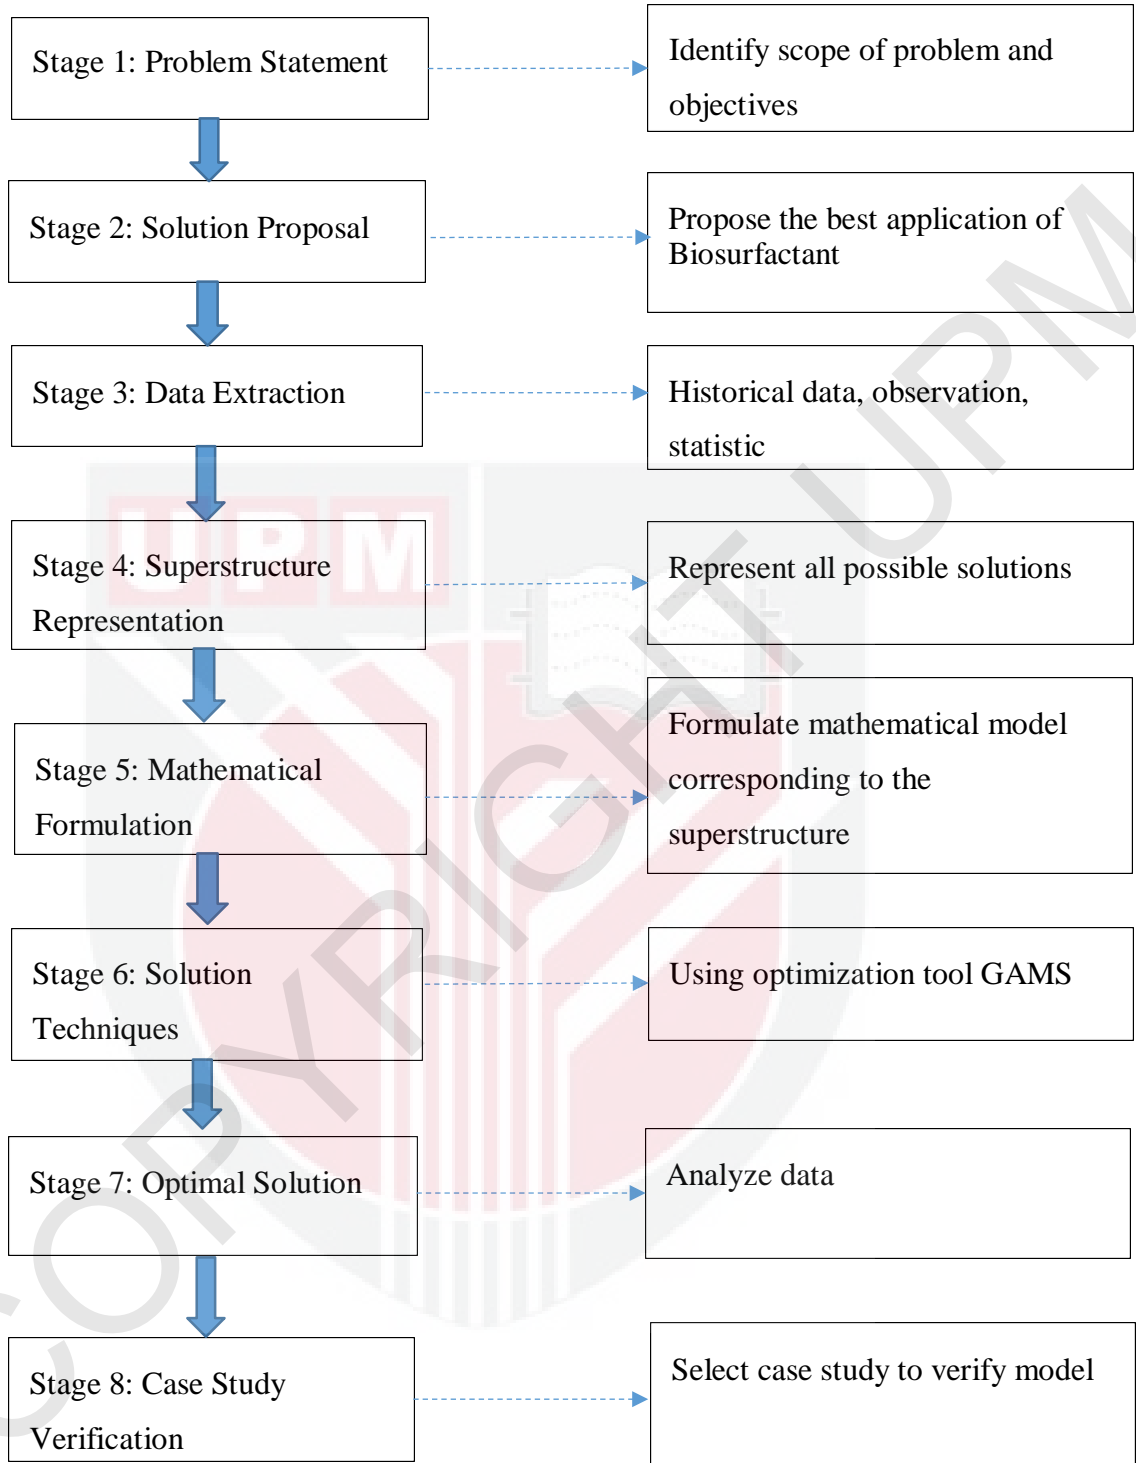 Stage 1: Problem Statement
Identify scope of problem and
objectives
Stage 2: Solution Proposal
Propose the best application of
Biosurfactant
Stage 3: Data Extraction
Historical data, observation,
statistic
UPM
Stage 4: Superstructure
Representation
Represent all possible solutions
Stage 5: Mathematical
Formulation
Formulate mathematical model
corresponding to the
superstructure
Stage 6: Solution
Techniques
Using optimization tool GAMS
Stage 7: Optimal Solution
Analyze data
Stage 8: Case Study
Verification
Select case study to verify model
COPYRIGHT UPM